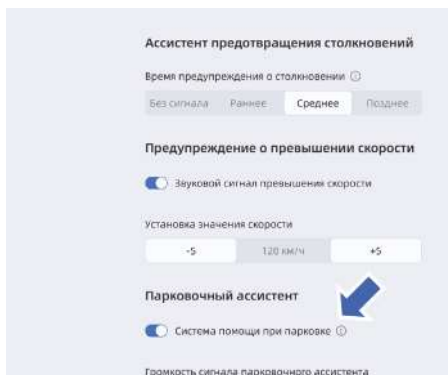 Ассистент предотвращения столкновений
Время предупреждения о столкновении
Без сигнала Раннее Среднее Позднее
Предупреждение о превышении скорости
Звуковой сигнал превышения скорости
Установка значения скорости
-5 120 км/ч +5
Парковочный ассистент
Система помощи при парковке
Громкость сигнала парковочного ассистента